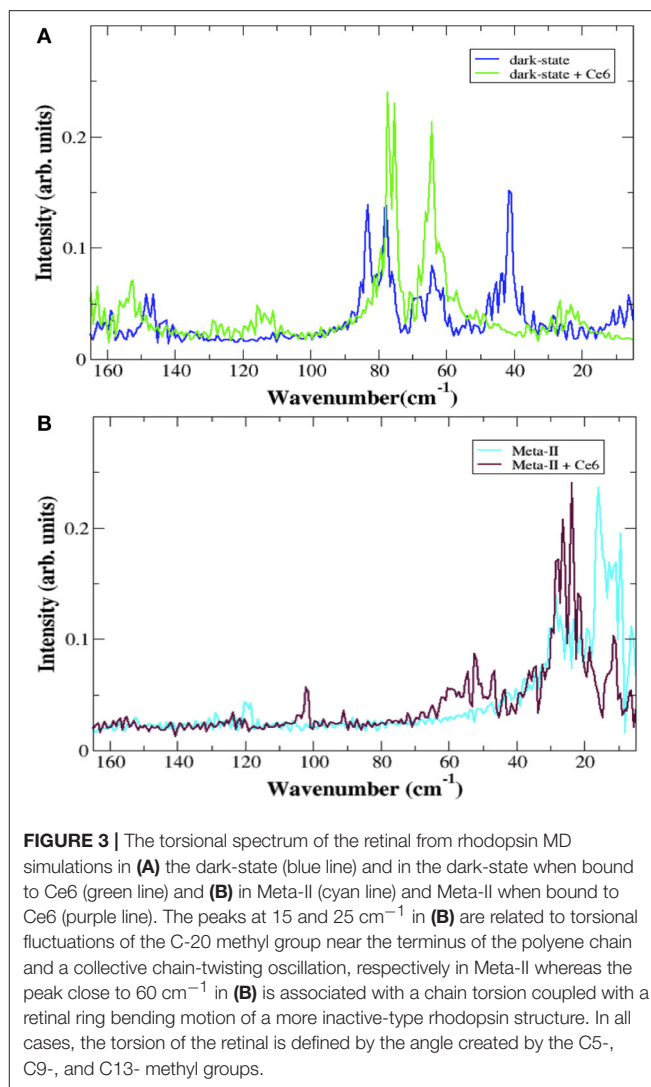 A
dark-state
dark-state + Ce6
Intensity (arb. units)
0.2
0.1
0
160 140 120 100 80 60 40 20
Wavenumber(cm-1)
B
Meta-II
Meta-II + Ce6
Intensity (arb. units)
0.2
0.1
0
160 140 120 100 80 60 40 20
Wavenumber (cm-1)
FIGURE 3 | The torsional spectrum of the retinal from rhodopsin MD
simulations in (A) the dark-state (blue line) and in the dark-state when bound
to Ce6 (green line) and (B) in Meta-II (cyan line) and Meta-II when bound to
Ce6 (purple line). The peaks at 15 and 25 cm−1 in (B) are related to torsional
fluctuations of the C-20 methyl group near the terminus of the polyene chain
and a collective chain-twisting oscillation, respectively in Meta-II whereas the
peak close to 60 cm−1 in (B) is associated with a chain torsion coupled with a
retinal ring bending motion of a more inactive-type rhodopsin structure. In all
cases, the torsion of the retinal is defined by the angle created by the C5-,
C9-, and C13- methyl groups.